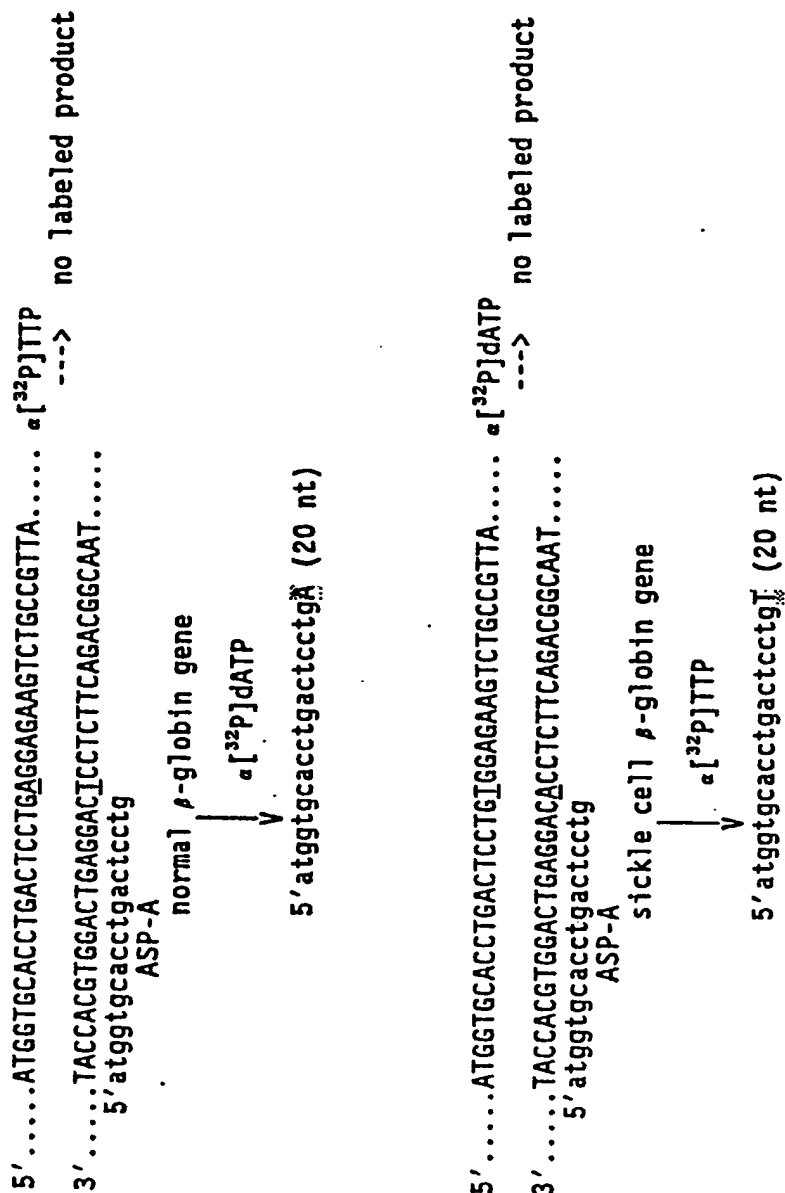 5'.....ATGGTGCACCTGACTCCTGAGGAGAAGTCTGCCGTTA..... α[³²P]TTP
---> no labeled product
3'.....TACCACGTGGACTGAGGACTCCTCTTCAGACGGCAAT.....
5'atggtgcacctgactcctg
ASP-A
normal β-globin gene
α[³²P]dATP
5'atggtgcacctgactcctgA (20 nt)
5'.....ATGGTGCACCTGACTCCTGTGGAGAAGTCTGCCGTTA...... α[³²P]dATP
---> no labeled product
3'.....TACCACGTGGACTGAGGACACCTCTTCAGACGGCAAT.....
5'atggtgcacctgactcctg
ASP-A
sickle cell β-globin gene
α[³²P]TTP
5'atggtgcacctgactcctgT (20 nt)